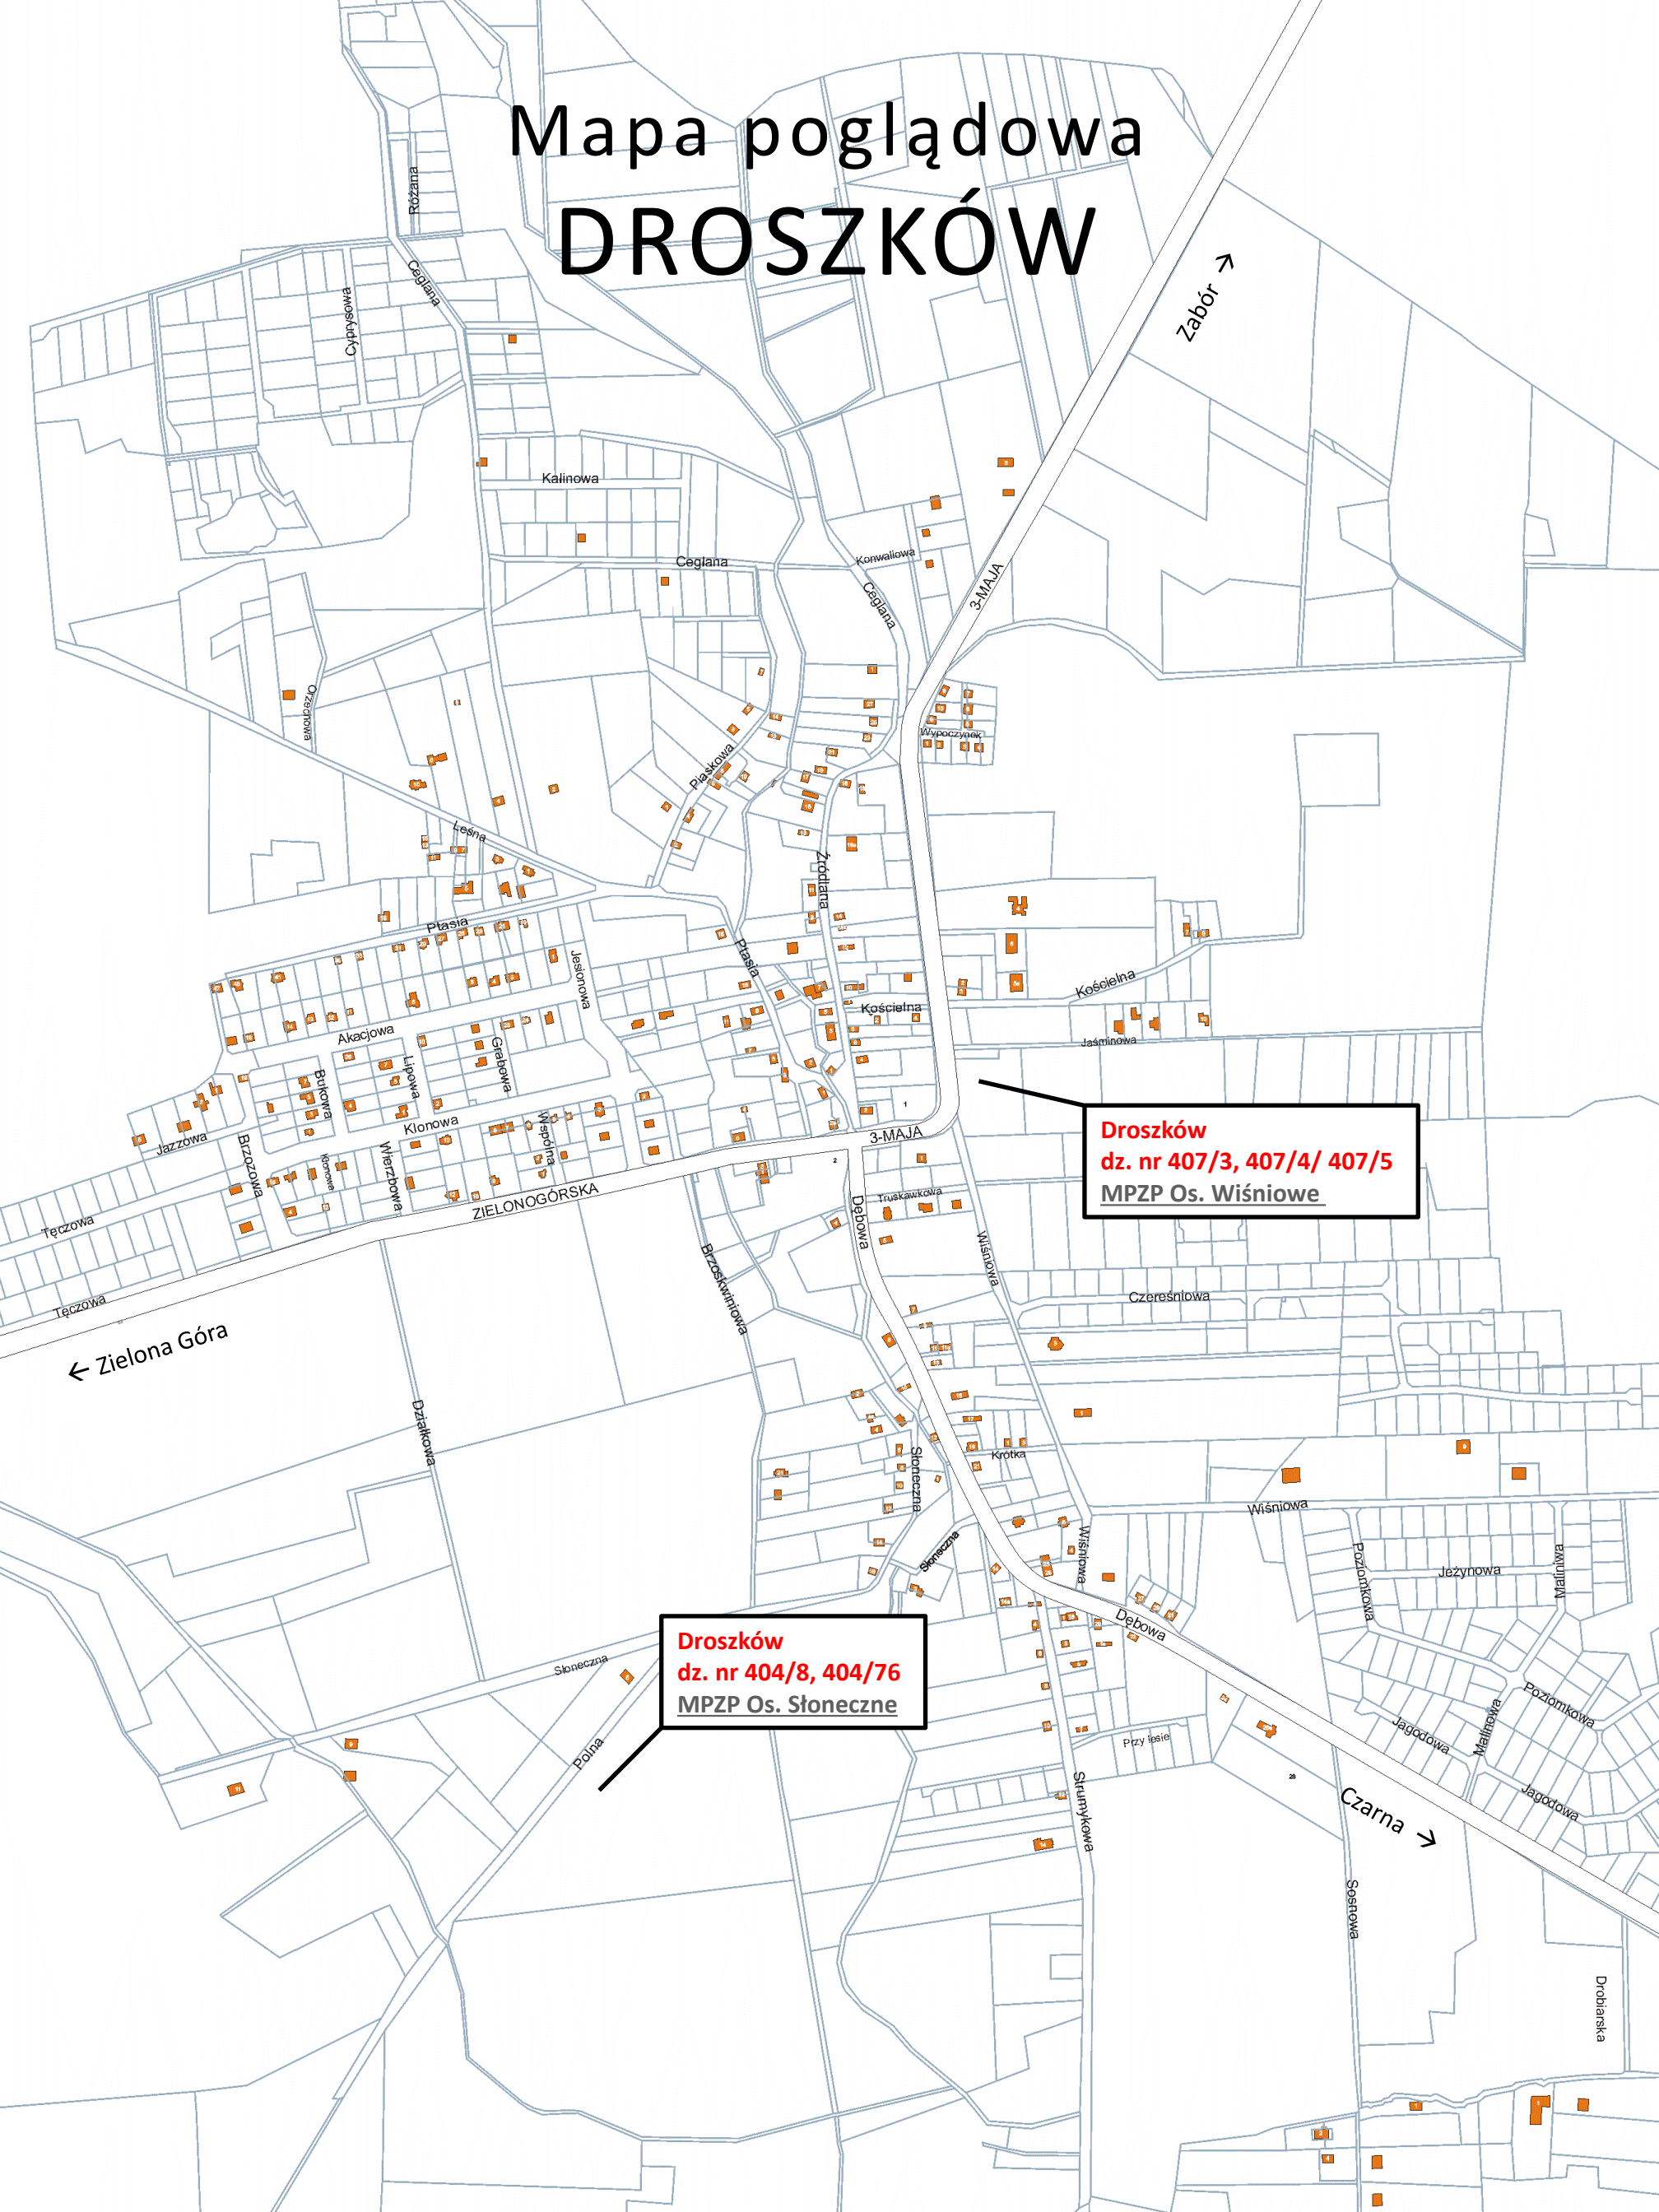 Mapa poglądowa
DROSZKÓW
Różana
Ceglana
Cyprysowa
Zabór →
Kalinowa
Ceglana
Konwaliowa
Ceglana
3-MAJA
Orzechowa
Wypoczynek
Piaskowa
Leśna
Źródlana
Ptasia
Ptasia
Jesionowa
Kościelna
Kościelna
Akacjowa
Jaśminowa
Grabowa
Lipowa
Bukowa
Klonowa
Wspólna
3-MAJA
Jazzowa
Brzozowa
Klonowa
Wierzbowa
ZIELONOGÓRSKA
Droszków
dz. nr 407/3, 407/4/ 407/5
MPZP Os. Wiśniowe
Truskawkowa
Dębowa
Tęczowa
Wiśniowa
Brzoskwiniowa
Czereśniowa
Tęczowa
← Zielona Góra
Działkowa
Krótka
Słoneczna
Wiśniowa
Słoneczna
Wiśniowa
Poziomkowa
Jeżynowa
Maliniwa
Dębowa
Droszków
dz. nr 404/8, 404/76
MPZP Os. Słoneczne
Słoneczna
Polna
Przy lesie
Poziomkowa
Malinowa
Jagodowa
Jagodowa
Strumykowa
Czarna →
Sosnowa
Drobiarska